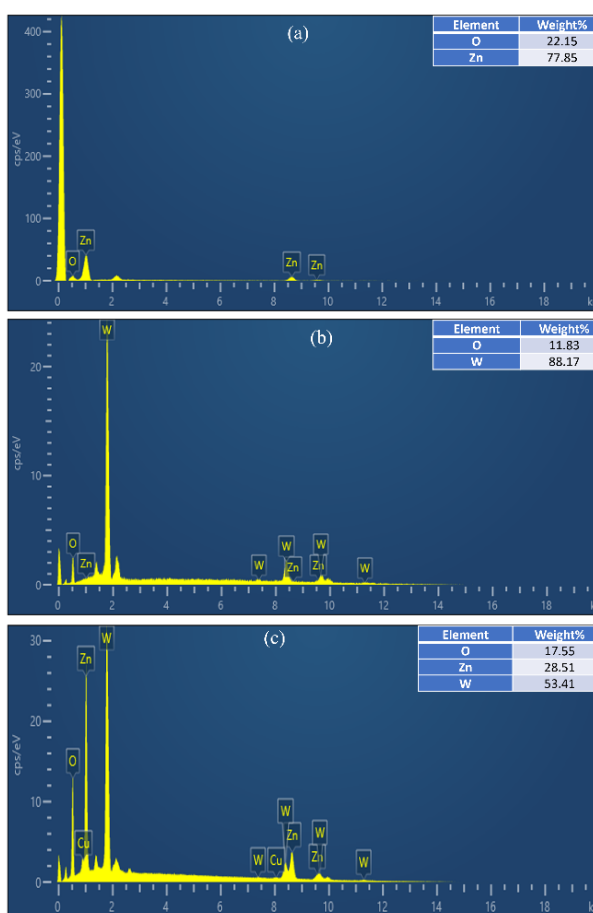 (a)
Element Weight%
O 22.15
Zn 77.85
cps/eV
400
300
200
100
0
O
Zn
Zn
Zn
0 2 4 6 8 10 12 14 16 18 k
(b)
Element Weight%
O 11.83
W 88.17
cps/eV
20
10
0
W
O
Zn
W
W
Zn
W
Zn
W
0 2 4 6 8 10 12 14 16 18
(c)
Element Weight%
O 17.55
Zn 28.51
W 53.41
cps/eV
30
20
10
0
W
Zn
O
Cu
W
Cu
W
Zn
W
Zn
W
0 2 4 6 8 10 12 14 16 18 k